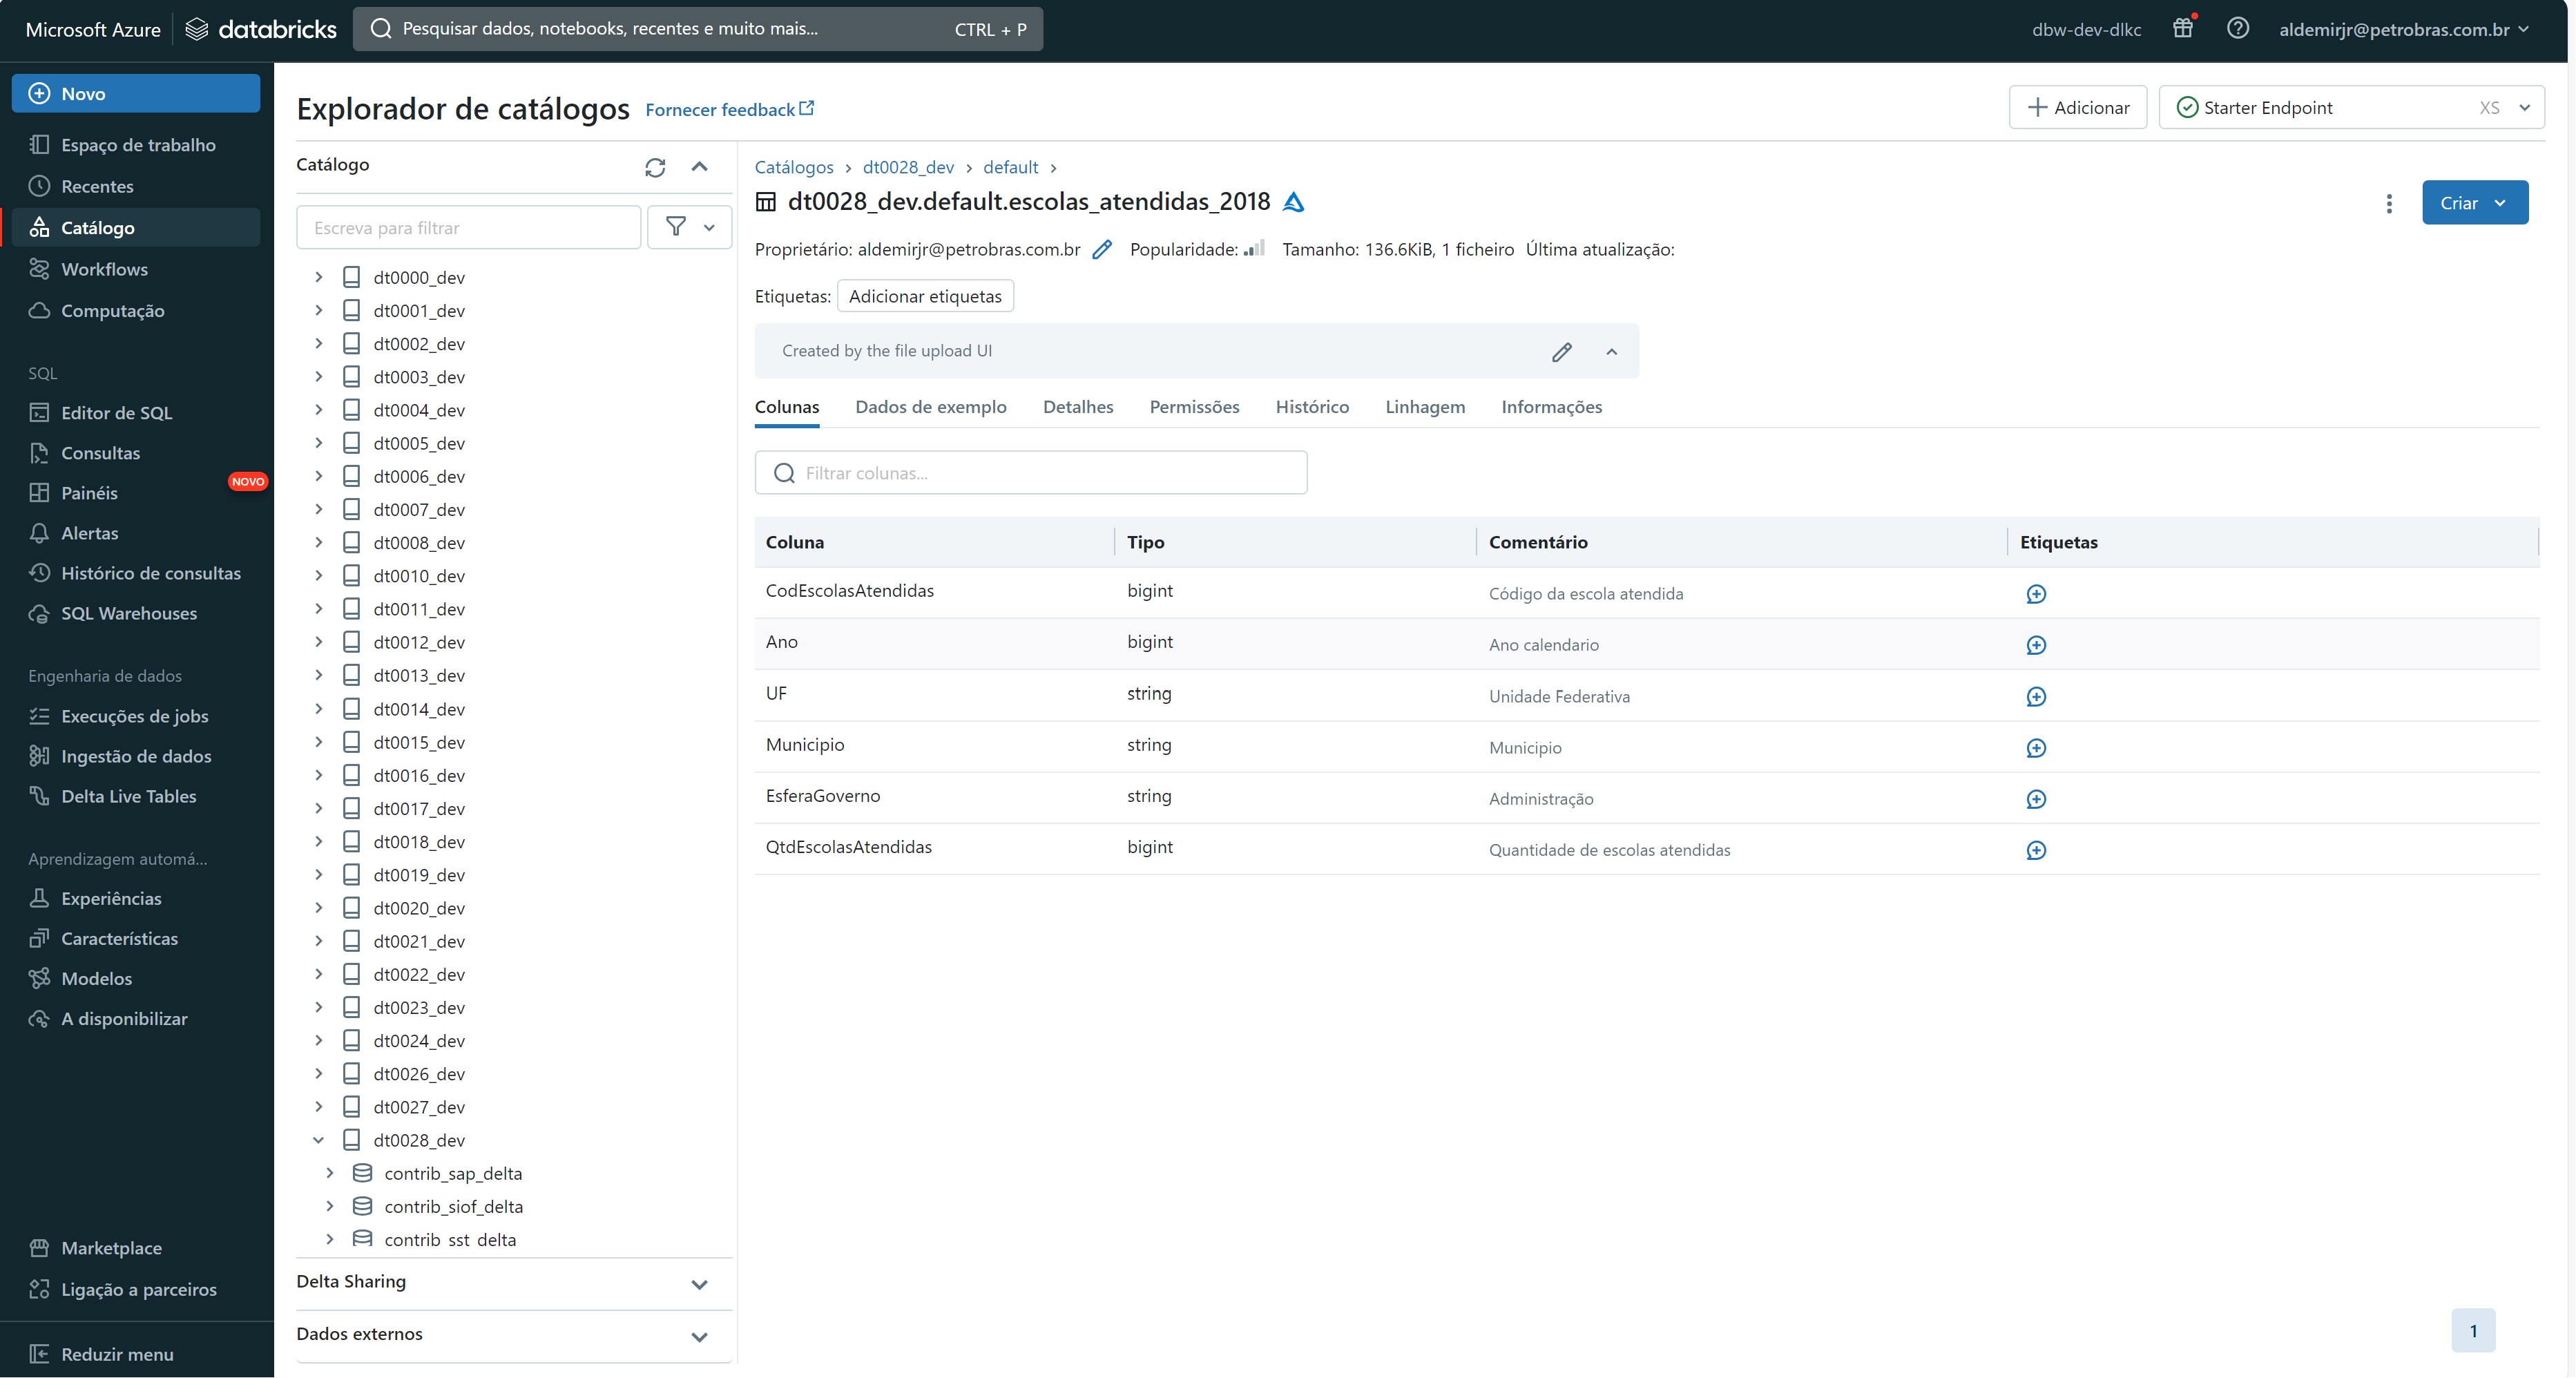 Microsoft Azure databricks Pesquisar dados, notebooks, recentes e muito mais... CTRL + P dbw-dev-dlkc aldemirjr@petrobras.com.br
Novo
Espaço de trabalho
Recentes
Catálogo
Workflows
Computação
SQL
Editor de SQL
Consultas
Painéis NOVO
Alertas
Histórico de consultas
SQL Warehouses
Engenharia de dados
Execuções de jobs
Ingestão de dados
Delta Live Tables
Aprendizagem automá...
Experiências
Características
Modelos
A disponibilizar
Marketplace
Ligação a parceiros
Reduzir menu
Explorador de catálogos Fornecer feedback
Adicionar Starter Endpoint XS
Catálogo
Escreva para filtrar
dt0000_dev
dt0001_dev
dt0002_dev
dt0003_dev
dt0004_dev
dt0005_dev
dt0006_dev
dt0007_dev
dt0008_dev
dt0010_dev
dt0011_dev
dt0012_dev
dt0013_dev
dt0014_dev
dt0015_dev
dt0016_dev
dt0017_dev
dt0018_dev
dt0019_dev
dt0020_dev
dt0021_dev
dt0022_dev
dt0023_dev
dt0024_dev
dt0026_dev
dt0027_dev
dt0028_dev
contrib_sap_delta
contrib_siof_delta
contrib_sst_delta
Delta Sharing
Dados externos
Catálogos > dt0028_dev > default >
dt0028_dev.default.escolas_atendidas_2018
Criar
Proprietário: aldemirjr@petrobras.com.br Popularidade: Tamanho: 136.6KiB, 1 ficheiro Última atualização:
Etiquetas: Adicionar etiquetas
Created by the file upload UI
Colunas Dados de exemplo Detalhes Permissões Histórico Linhagem Informações
Filtrar colunas...
Coluna Tipo Comentário Etiquetas
CodEscolasAtendidas bigint Código da escola atendida
Ano bigint Ano calendario
UF string Unidade Federativa
Municipio string Municipio
EsferaGoverno string Administração
QtdEscolasAtendidas bigint Quantidade de escolas atendidas
1